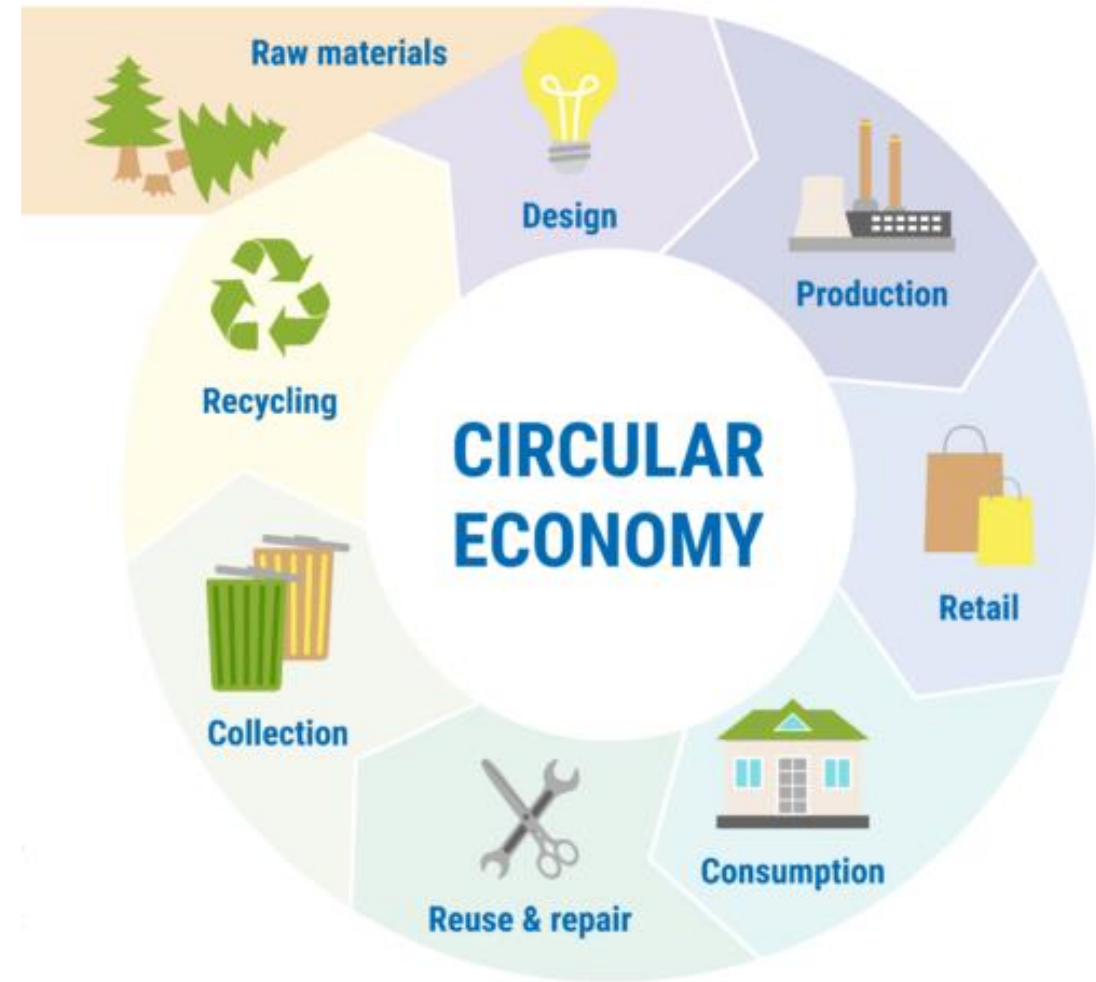 Raw materials
Design
Production
Retail
Consumption
Reuse & repair
Collection
Recycling
CIRCULAR
ECONOMY